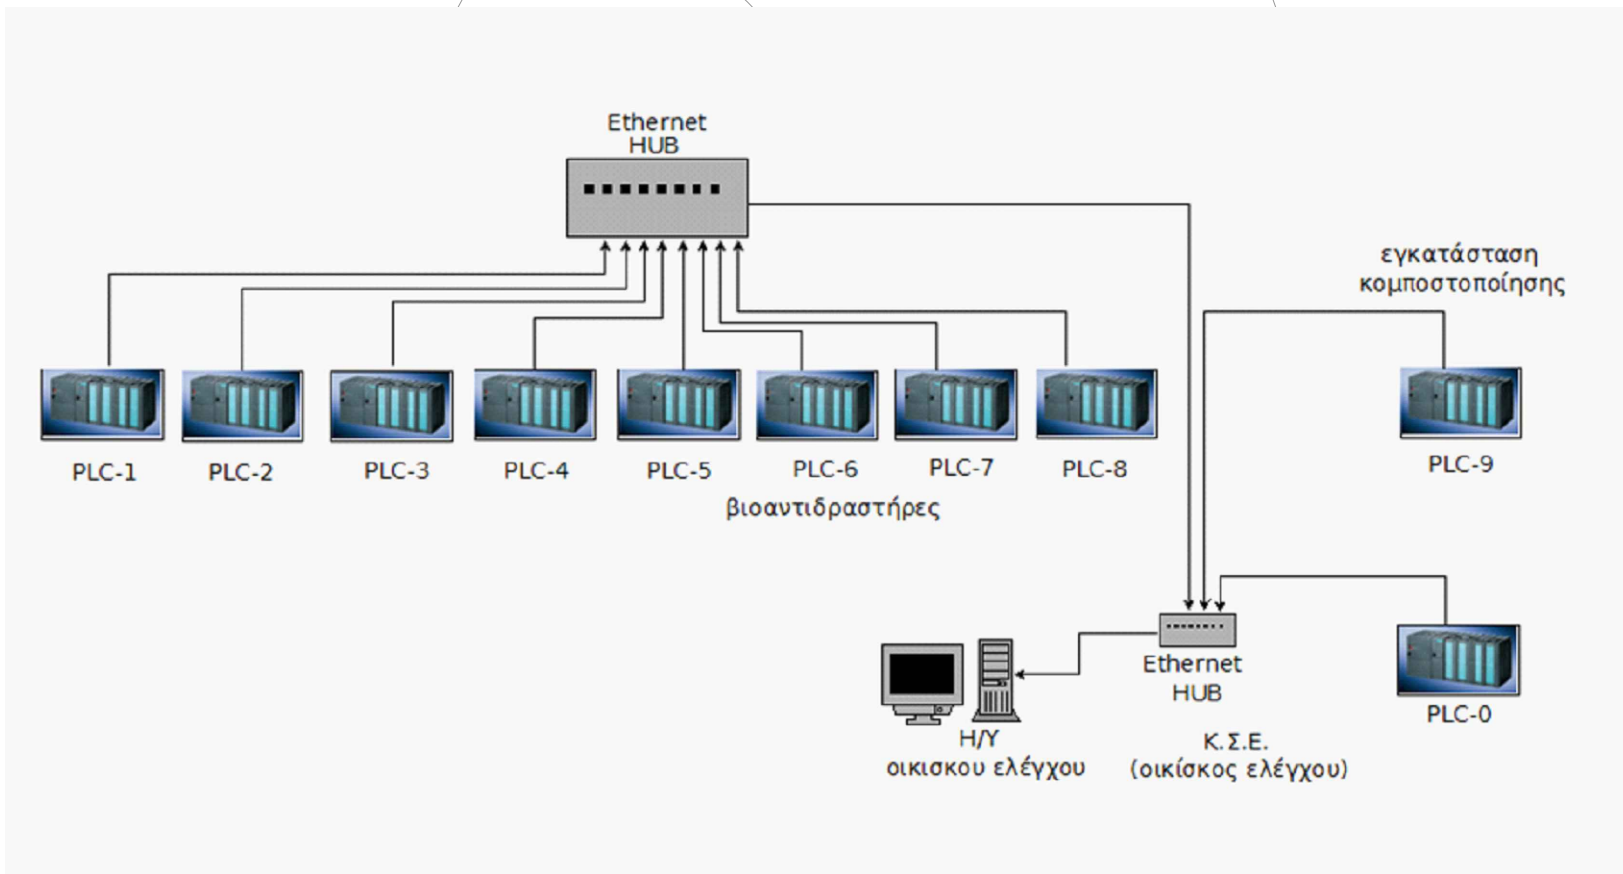 Ethernet
HUB
εγκατάσταση
κομποστοποίησης
PLC-1
PLC-2
PLC-3
PLC-4
PLC-5
PLC-6
PLC-7
PLC-8
PLC-9
βιοαντιδραστήρες
Ethernet
HUB
PLC-0
Η/Υ
οικισκου ελέγχου
Κ.Σ.Ε.
(οικίσκος ελέγχου)